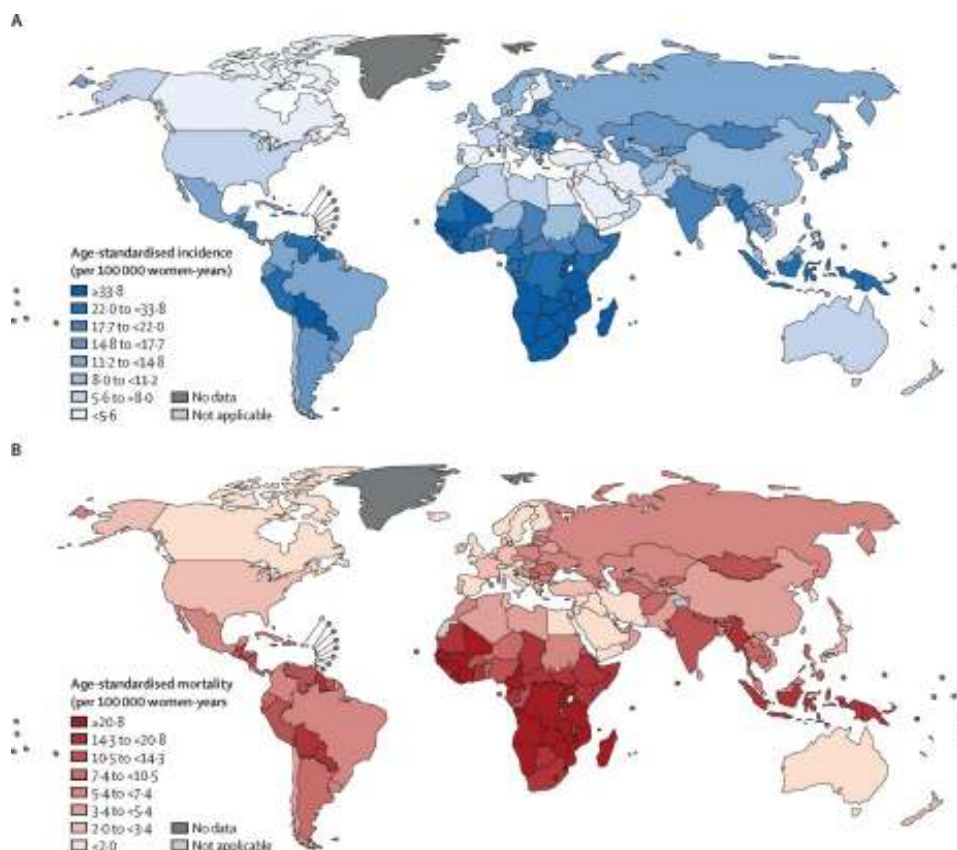 A
Age-standardised incidence
(per 100 000 women-years)
≥33·8
22·0 to <33·8
17·7 to <22·0
14·8 to <17·7
11·2 to <14·8
8·0 to <11·2
5·6 to <8·0
<5·6
No data
Not applicable
B
Age-standardised mortality
(per 100 000 women-years
≥20·8
14·3 to <20·8
10·5 to <14·3
7·4 to <10·5
5·4 to <7·4
3·4 to <5·4
2·0 to <3·4
<2·0
No data
Not applicable